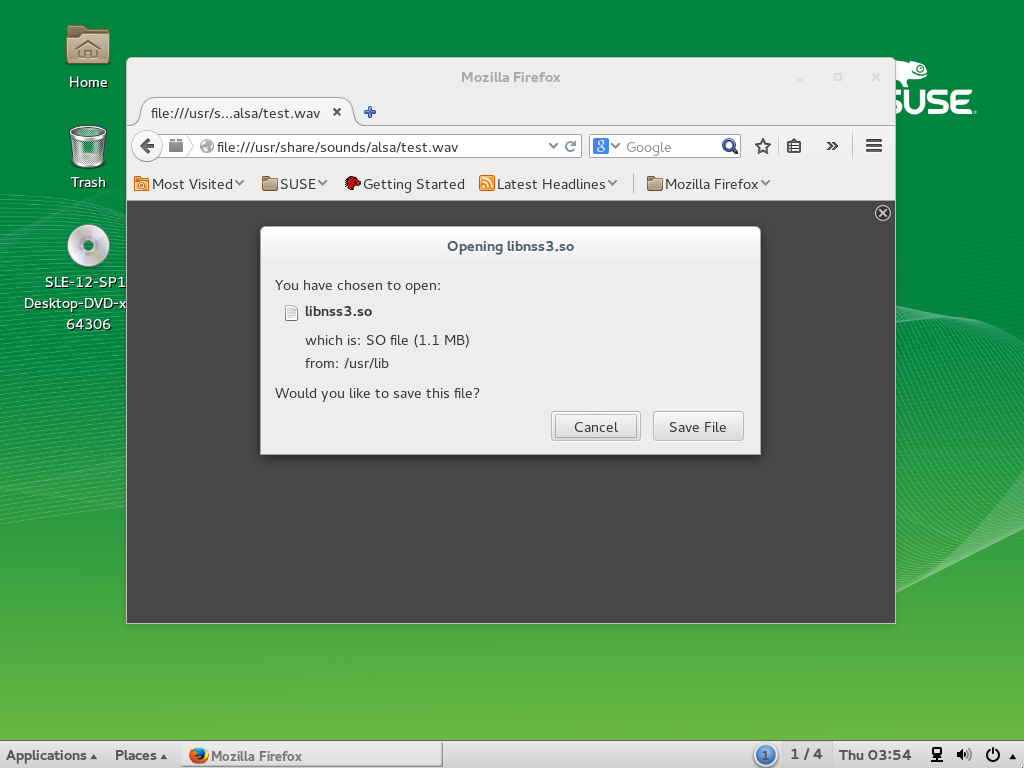 Home
Trash
SLE-12-SP1
Desktop-DVD-x
64306
SUSE
Mozilla Firefox
file:///usr/s...alsa/test.wav
file:///usr/share/sounds/alsa/test.wav
8 Google
Most Visited SUSE Getting Started Latest Headlines Mozilla Firefox
Opening libnss3.so
You have chosen to open:
libnss3.so
which is: SO file (1.1 MB)
from: /usr/lib
Would you like to save this file?
Cancel Save File
Applications Places Mozilla Firefox 1 1 / 4 Thu 03:54